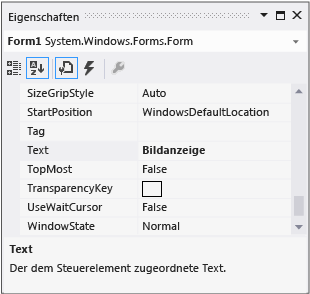 Eigenschaften
Form1 System.Windows.Forms.Form
SizeGripStyle Auto
StartPosition WindowsDefaultLocation
Tag
Text Bildanzeige
TopMost False
TransparencyKey
UseWaitCursor False
WindowState Normal
Text
Der dem Steuerelement zugeordnete Text.